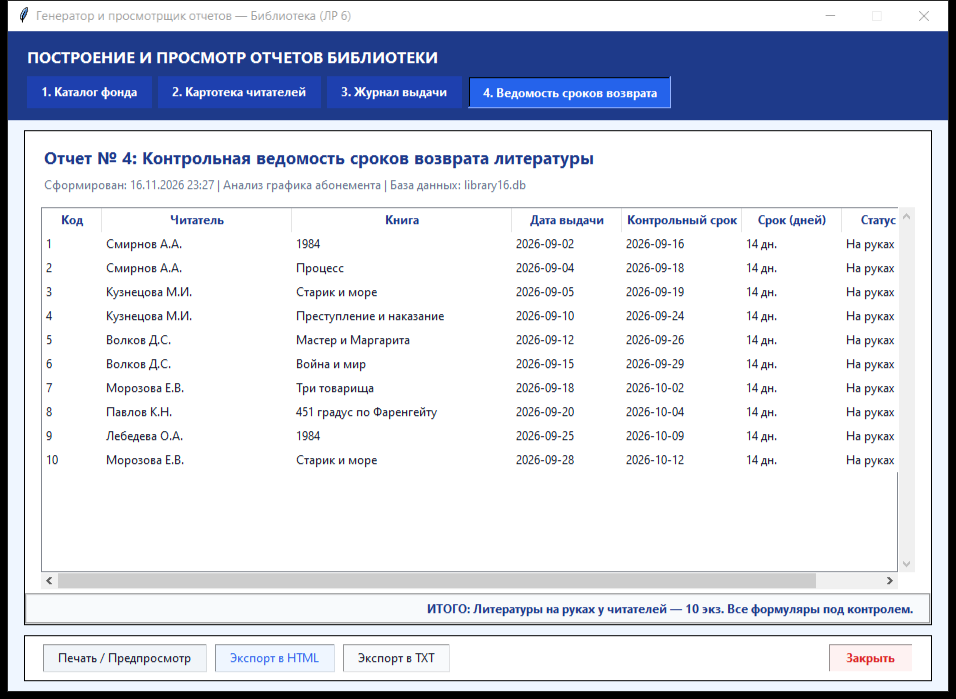 Генератор и просмотрщик отчетов — Библиотека (ЛР 6)
ПОСТРОЕНИЕ И ПРОСМОТР ОТЧЕТОВ БИБЛИОТЕКИ
1. Каталог фонда 2. Картотека читателей 3. Журнал выдачи 4. Ведомость сроков возврата
Отчет № 4: Контрольная ведомость сроков возврата литературы
Сформирован: 16.11.2026 23:27 | Анализ графика абонемента | База данных: library16.db
Код Читатель Книга Дата выдачи Контрольный срок Срок (дней) Статус
1 Смирнов А.А. 1984 2026-09-02 2026-09-16 14 дн. На руках
2 Смирнов А.А. Процесс 2026-09-04 2026-09-18 14 дн. На руках
3 Кузнецова М.И. Старик и море 2026-09-05 2026-09-19 14 дн. На руках
4 Кузнецова М.И. Преступление и наказание 2026-09-10 2026-09-24 14 дн. На руках
5 Волков Д.С. Мастер и Маргарита 2026-09-12 2026-09-26 14 дн. На руках
6 Волков Д.С. Война и мир 2026-09-15 2026-09-29 14 дн. На руках
7 Морозова Е.В. Три товарища 2026-09-18 2026-10-02 14 дн. На руках
8 Павлов К.Н. 451 градус по Фаренгейту 2026-09-20 2026-10-04 14 дн. На руках
9 Лебедева О.А. 1984 2026-09-25 2026-10-09 14 дн. На руках
10 Морозова Е.В. Старик и море 2026-09-28 2026-10-12 14 дн. На руках
ИТОГО: Литературы на руках у читателей — 10 экз. Все формуляры под контролем.
Печать / Предпросмотр Экспорт в HTML Экспорт в TXT Закрыть